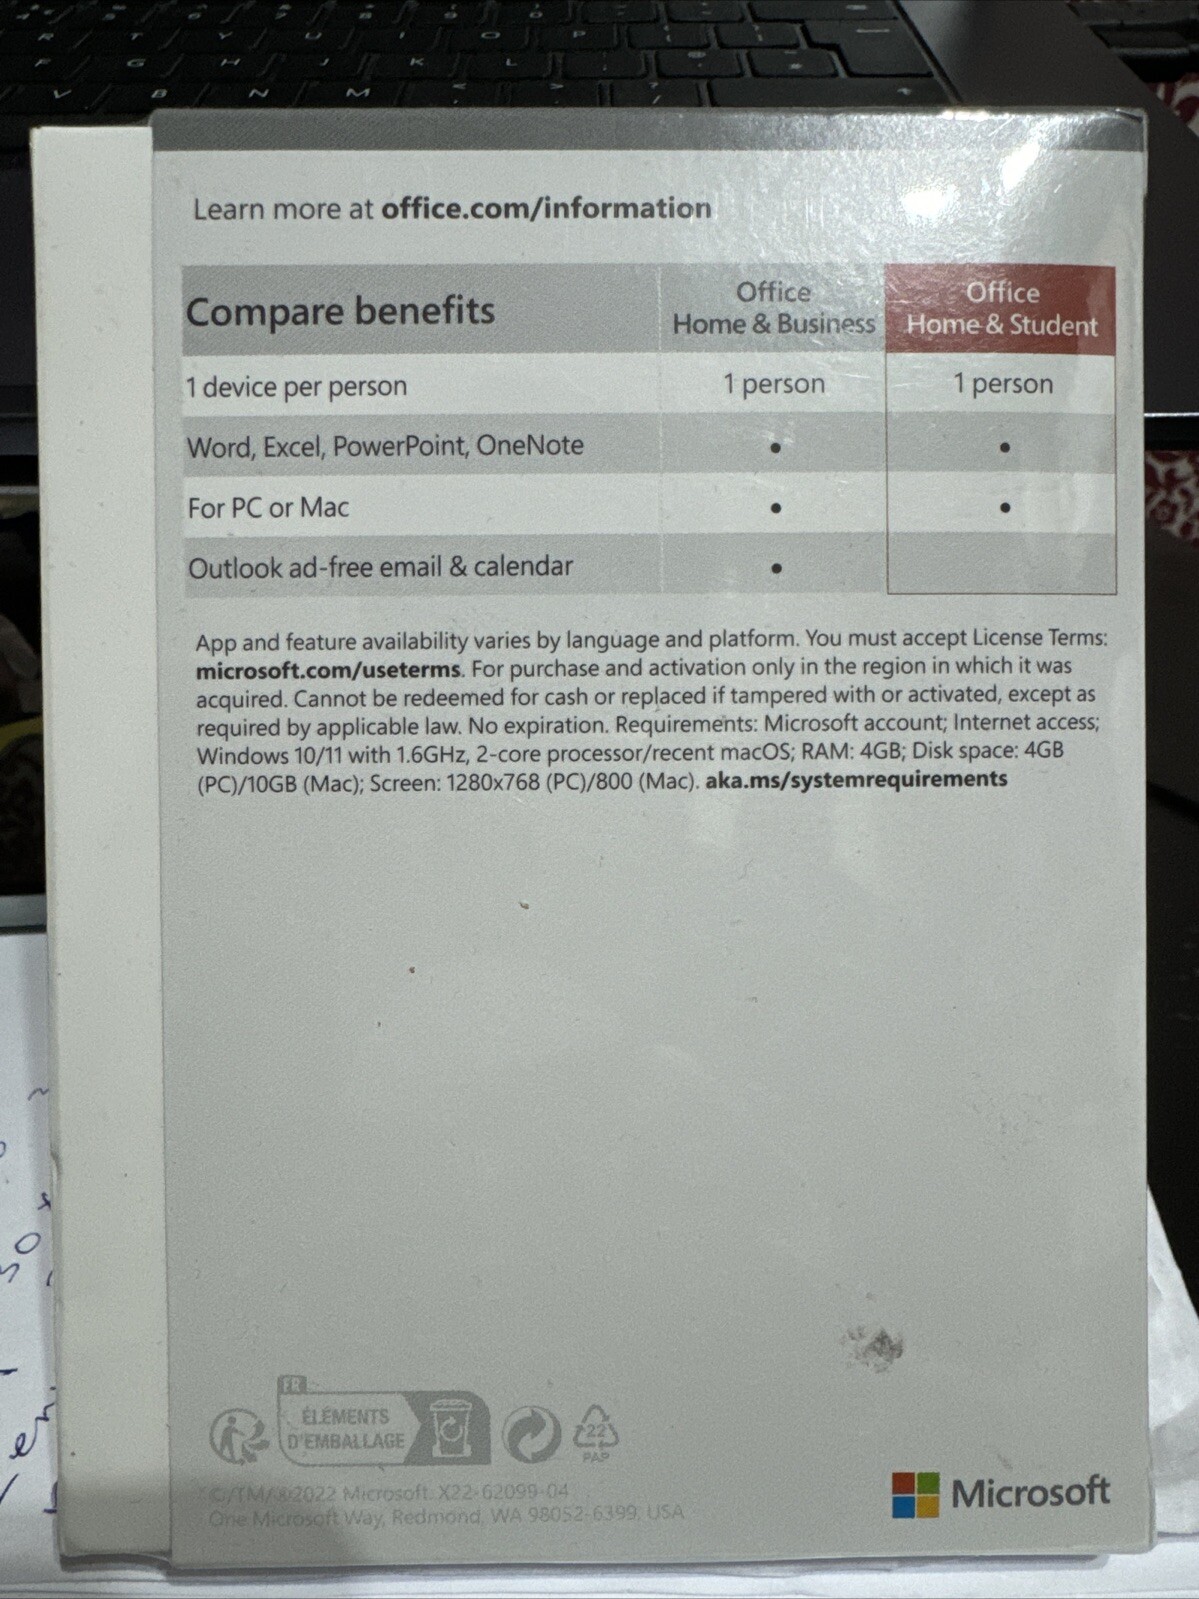 Learn more at office.com/information
Compare benefits
Office
Home & Business
Office
Home & Student
1 device per person 1 person 1 person
Word, Excel, PowerPoint, OneNote • •
For PC or Mac • •
Outlook ad-free email & calendar •
App and feature availability varies by language and platform. You must accept License Terms:
microsoft.com/useterms. For purchase and activation only in the region in which it was
acquired. Cannot be redeemed for cash or replaced if tampered with or activated, except as
required by applicable law. No expiration. Requirements: Microsoft account; Internet access;
Windows 10/11 with 1.6GHz, 2-core processor/recent macOS; RAM: 4GB; Disk space: 4GB
(PC)/10GB (Mac); Screen: 1280x768 (PC)/800 (Mac). aka.ms/systemrequirements
FR
ÉLÉMENTS
D'EMBALLAGE
22
PAP
©/TM/®2022 Microsoft. X22-62099-04
One Microsoft Way, Redmond, WA 98052-6399, USA
Microsoft